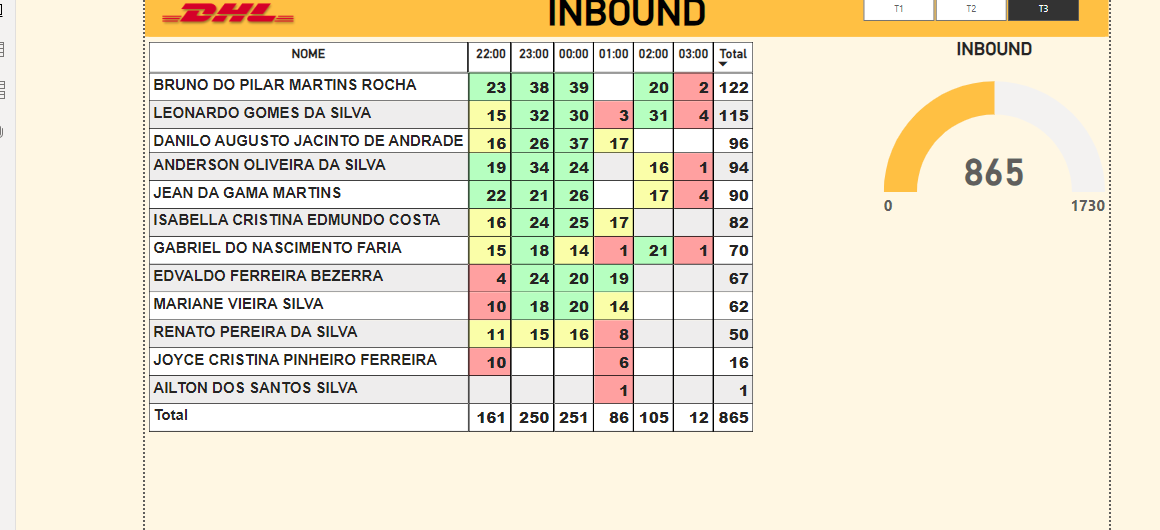 DHL INBOUND T1 T2 T3
NOME 22:00 23:00 00:00 01:00 02:00 03:00 Total
BRUNO DO PILAR MARTINS ROCHA 23 38 39 20 2 122
LEONARDO GOMES DA SILVA 15 32 30 3 31 4 115
DANILO AUGUSTO JACINTO DE ANDRADE 16 26 37 17 96
ANDERSON OLIVEIRA DA SILVA 19 34 24 16 1 94
JEAN DA GAMA MARTINS 22 21 26 17 4 90
ISABELLA CRISTINA EDMUNDO COSTA 16 24 25 17 82
GABRIEL DO NASCIMENTO FARIA 15 18 14 1 21 1 70
EDVALDO FERREIRA BEZERRA 4 24 20 19 67
MARIANE VIEIRA SILVA 10 18 20 14 62
RENATO PEREIRA DA SILVA 11 15 16 8 50
JOYCE CRISTINA PINHEIRO FERREIRA 10 6 16
AILTON DOS SANTOS SILVA 1 1
Total 161 250 251 86 105 12 865
INBOUND
865
0 1730